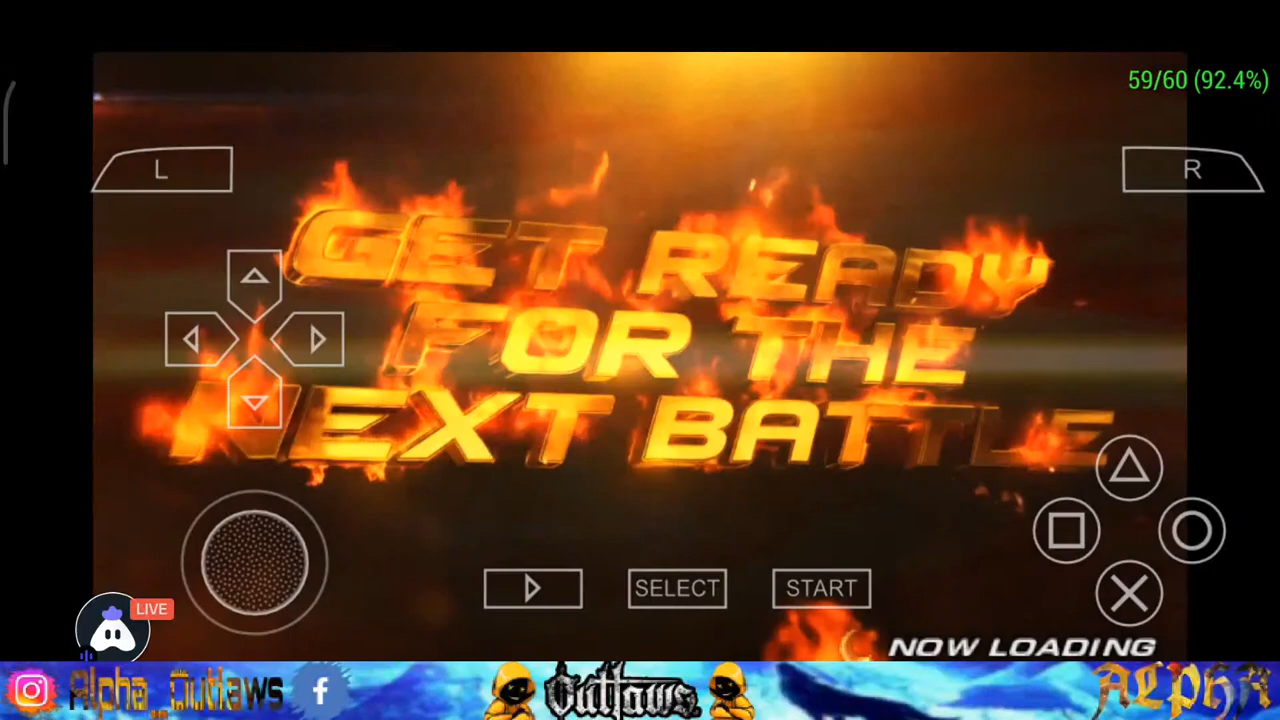 59/60 (92.4%)
L
R
GET READY
FOR THE
NEXT BATTLE
SELECT
START
LIVE
NOW LOADING
Alpha_Outlaws
f
Outlaws.
ALPHA